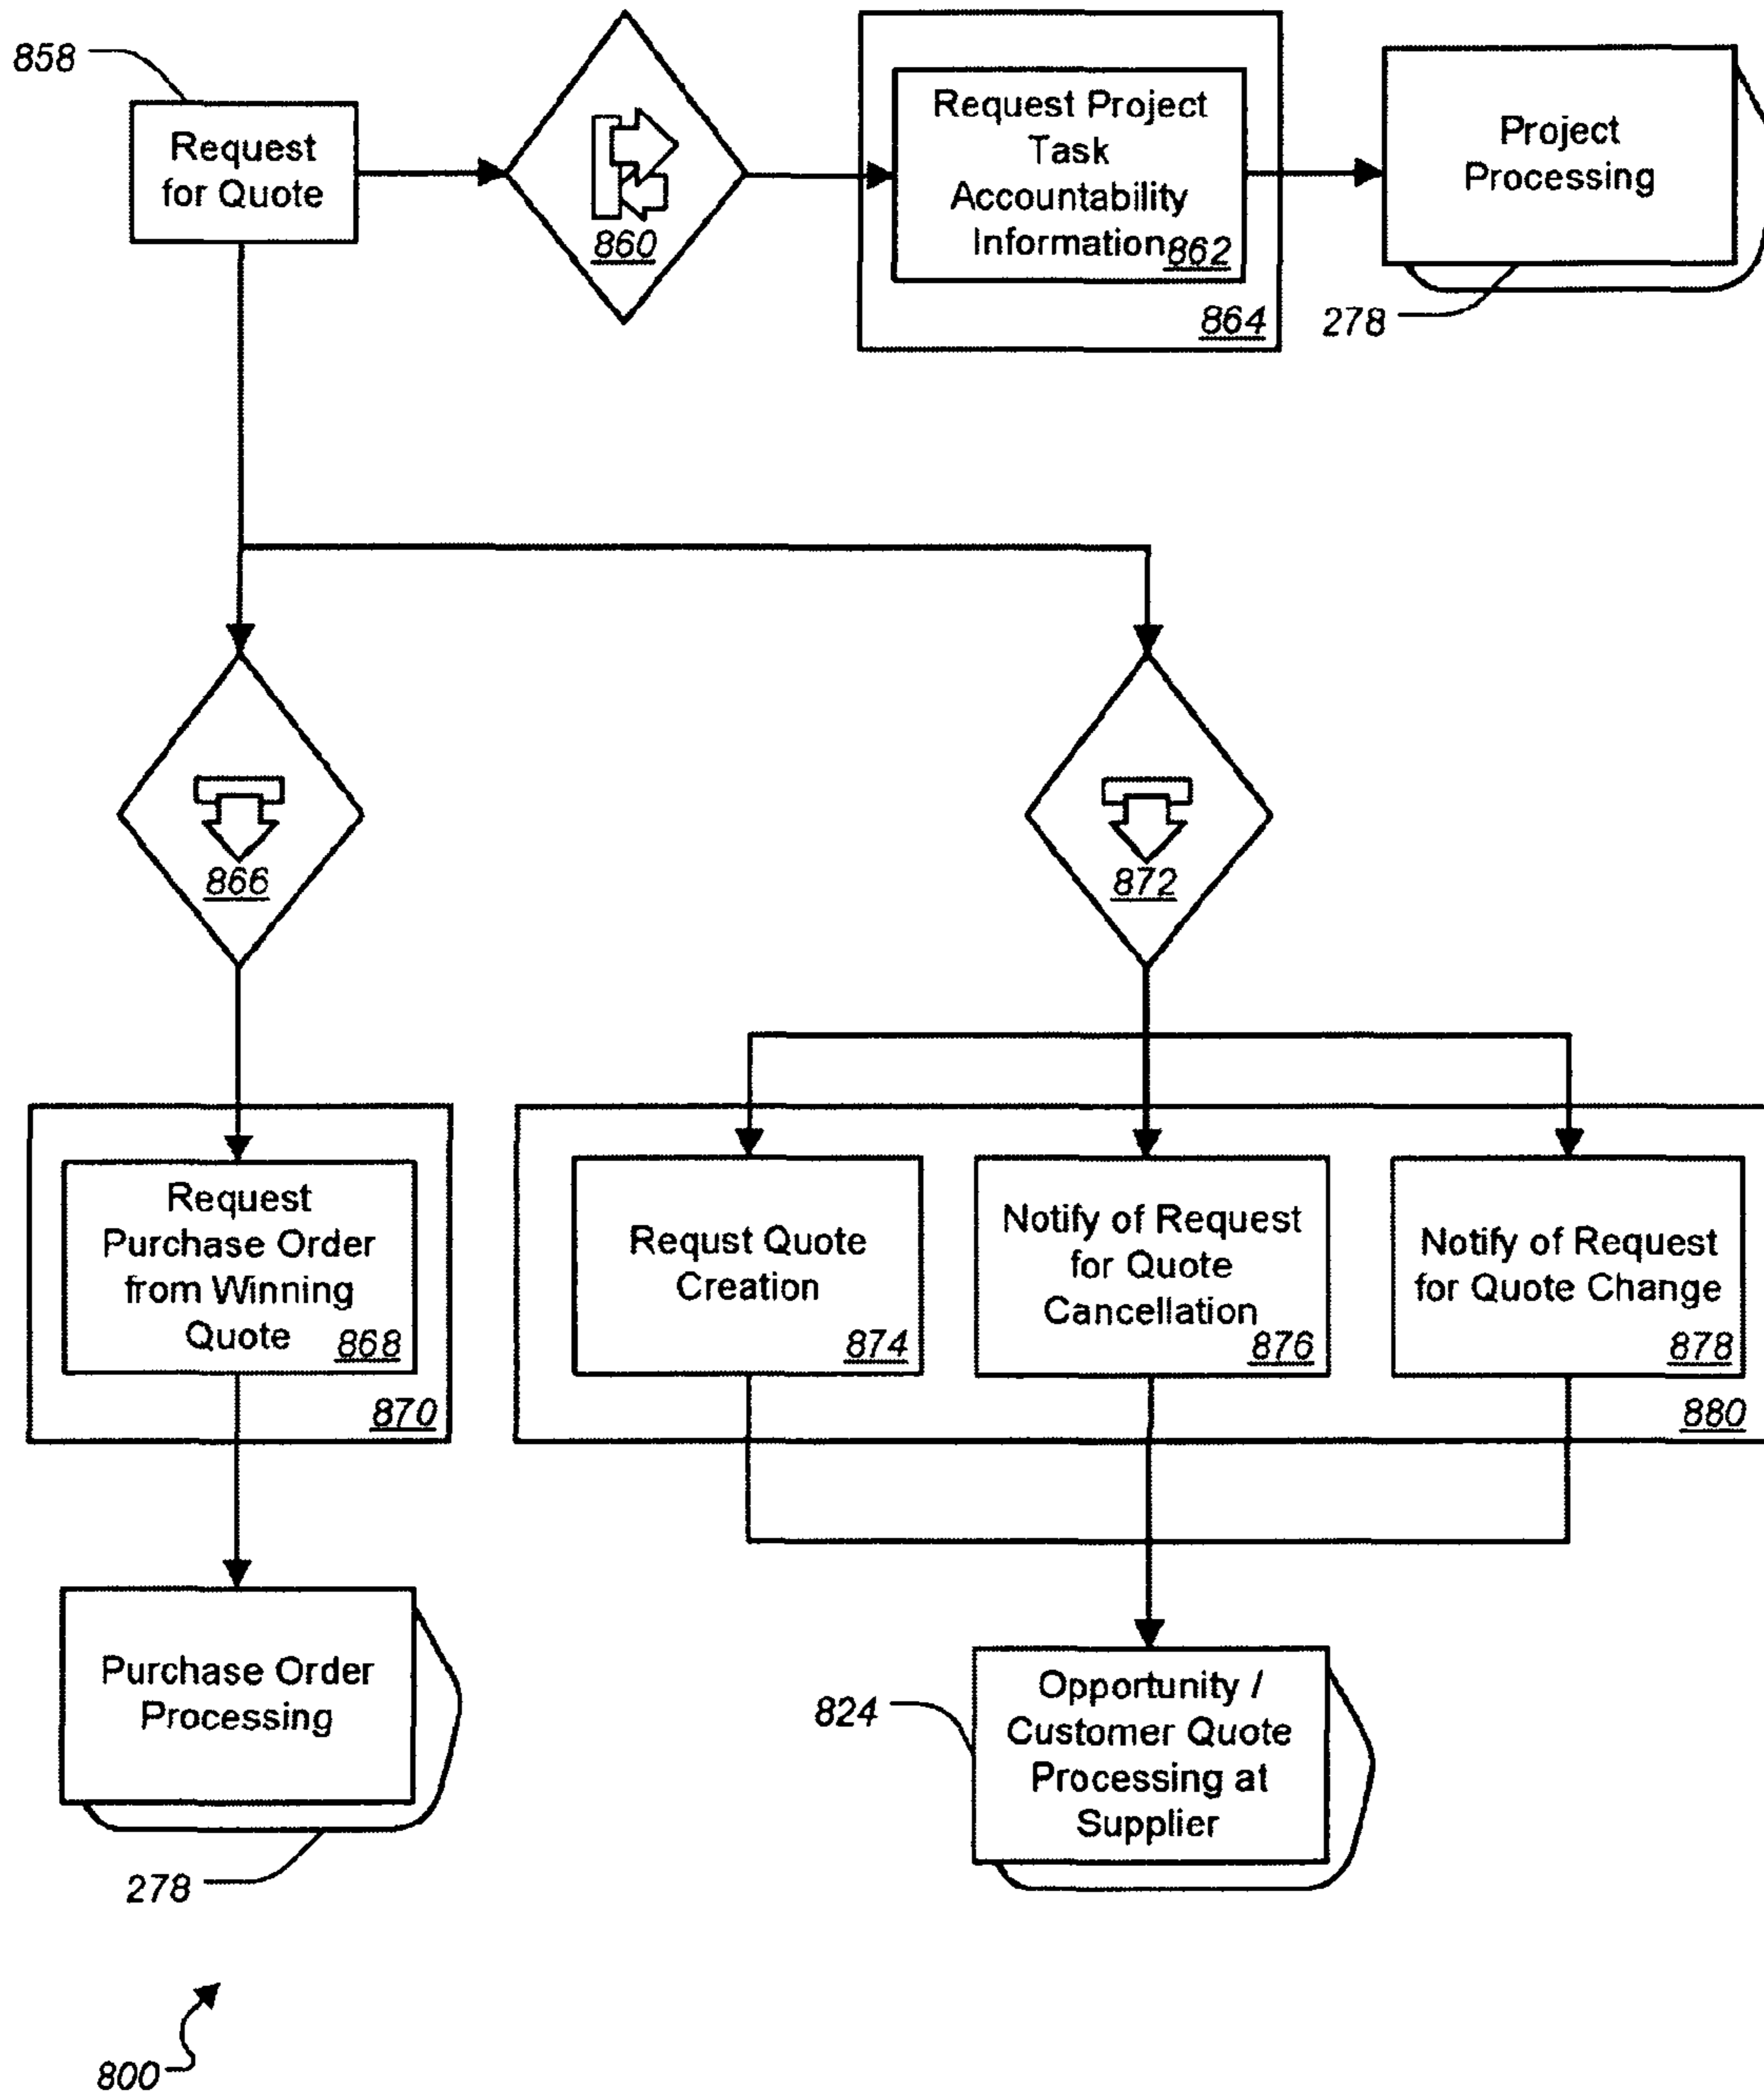 858
Request
for Quote
860
Request Project
Task
Accountability
Information
862
864
Project
Processing
278
866
872
Request
Purchase Order
from Winning
Quote
868
870
Requst Quote
Creation
874
Notify of Request
for Quote
Cancellation
876
Notify of Request
for Quote Change
878
880
Purchase Order
Processing
278
824
Opportunity /
Customer Quote
Processing at
Supplier
800